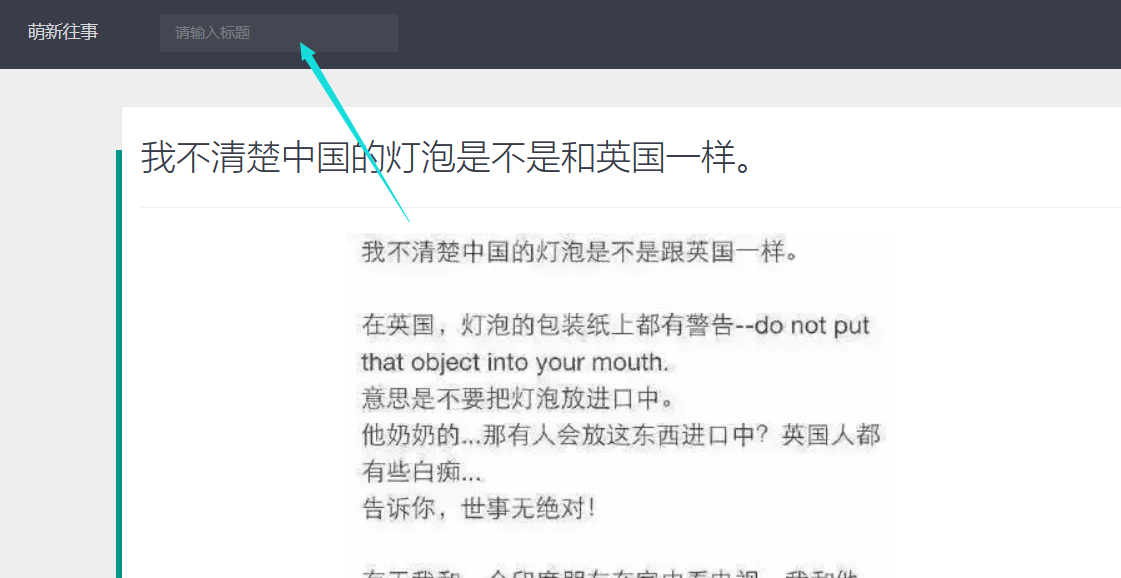 萌新往事
请输入标题
我不清楚中国的灯泡是不是和英国一样。
我不清楚中国的灯泡是不是跟英国一样。
在英国，灯泡的包装纸上都有警告--do not put
that object into your mouth.
意思是不要把灯泡放进口中。
他奶奶的...那有人会放这东西进口中？英国人都
有些白痴...
告诉你，世事无绝对！